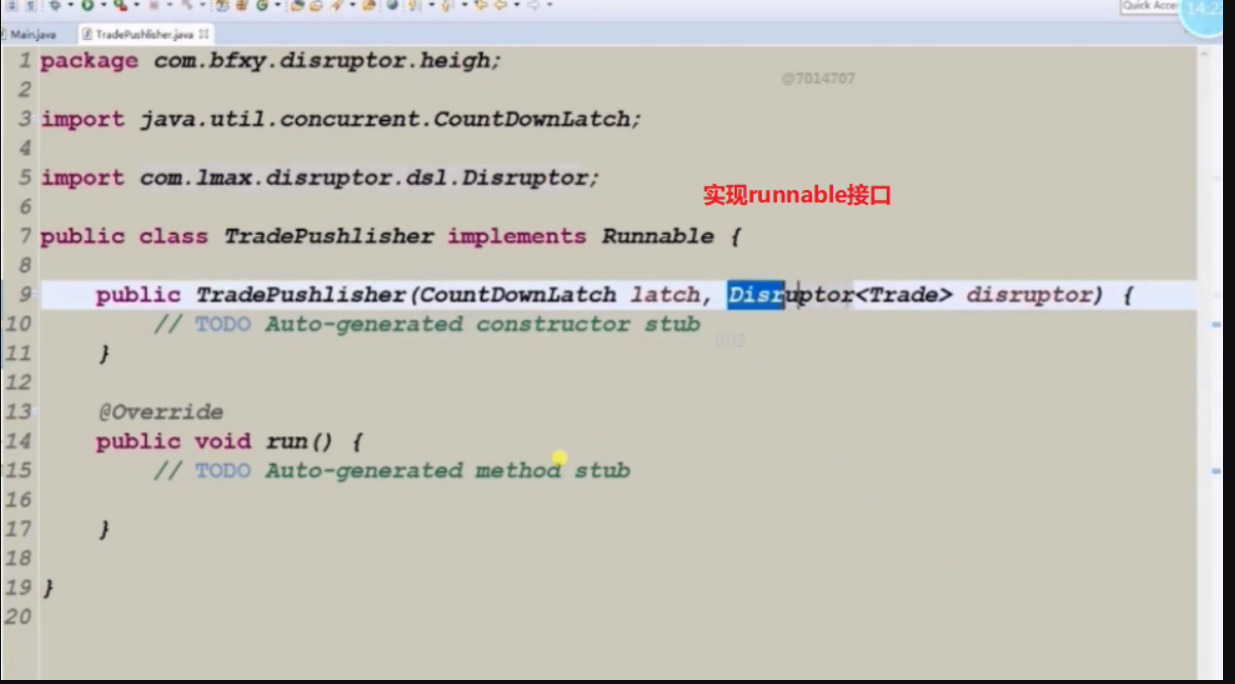 Quick Acce
14:22
Main.java
TradePushlisher.java
1 package com.bfxy.disruptor.heigh;
@7014707
2
3 import java.util.concurrent.CountDownLatch;
4
5 import com.lmax.disruptor.dsl.Disruptor;
实现runnable接口
6
7 public class TradePushlisher implements Runnable {
8
9 public TradePushlisher(CountDownLatch latch, Disruptor<Trade> disruptor) {
10 // TODO Auto-generated constructor stub
002
11 }
12
13 @Override
14 public void run() {
15 // TODO Auto-generated method stub
16
17 }
18
19 }
20